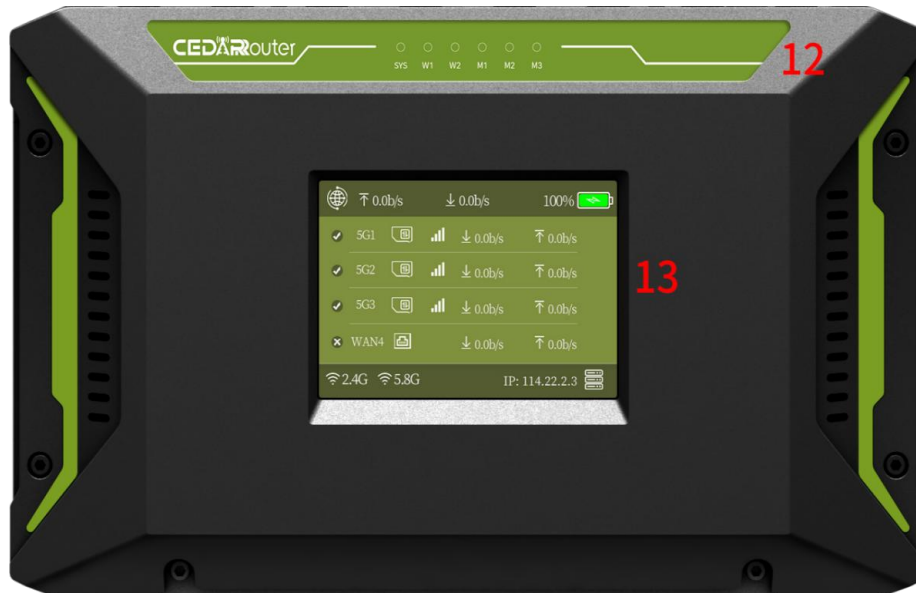 CEDARRouter
SYS W1 W2 M1 M2 M3
12
0.0b/s 0.0b/s 100%
5G1 S 0.0b/s 0.0b/s
5G2 S 0.0b/s 0.0b/s
13
5G3 S 0.0b/s 0.0b/s
WAN4 0.0b/s 0.0b/s
2.4G 5.8G IP: 114.22.2.3